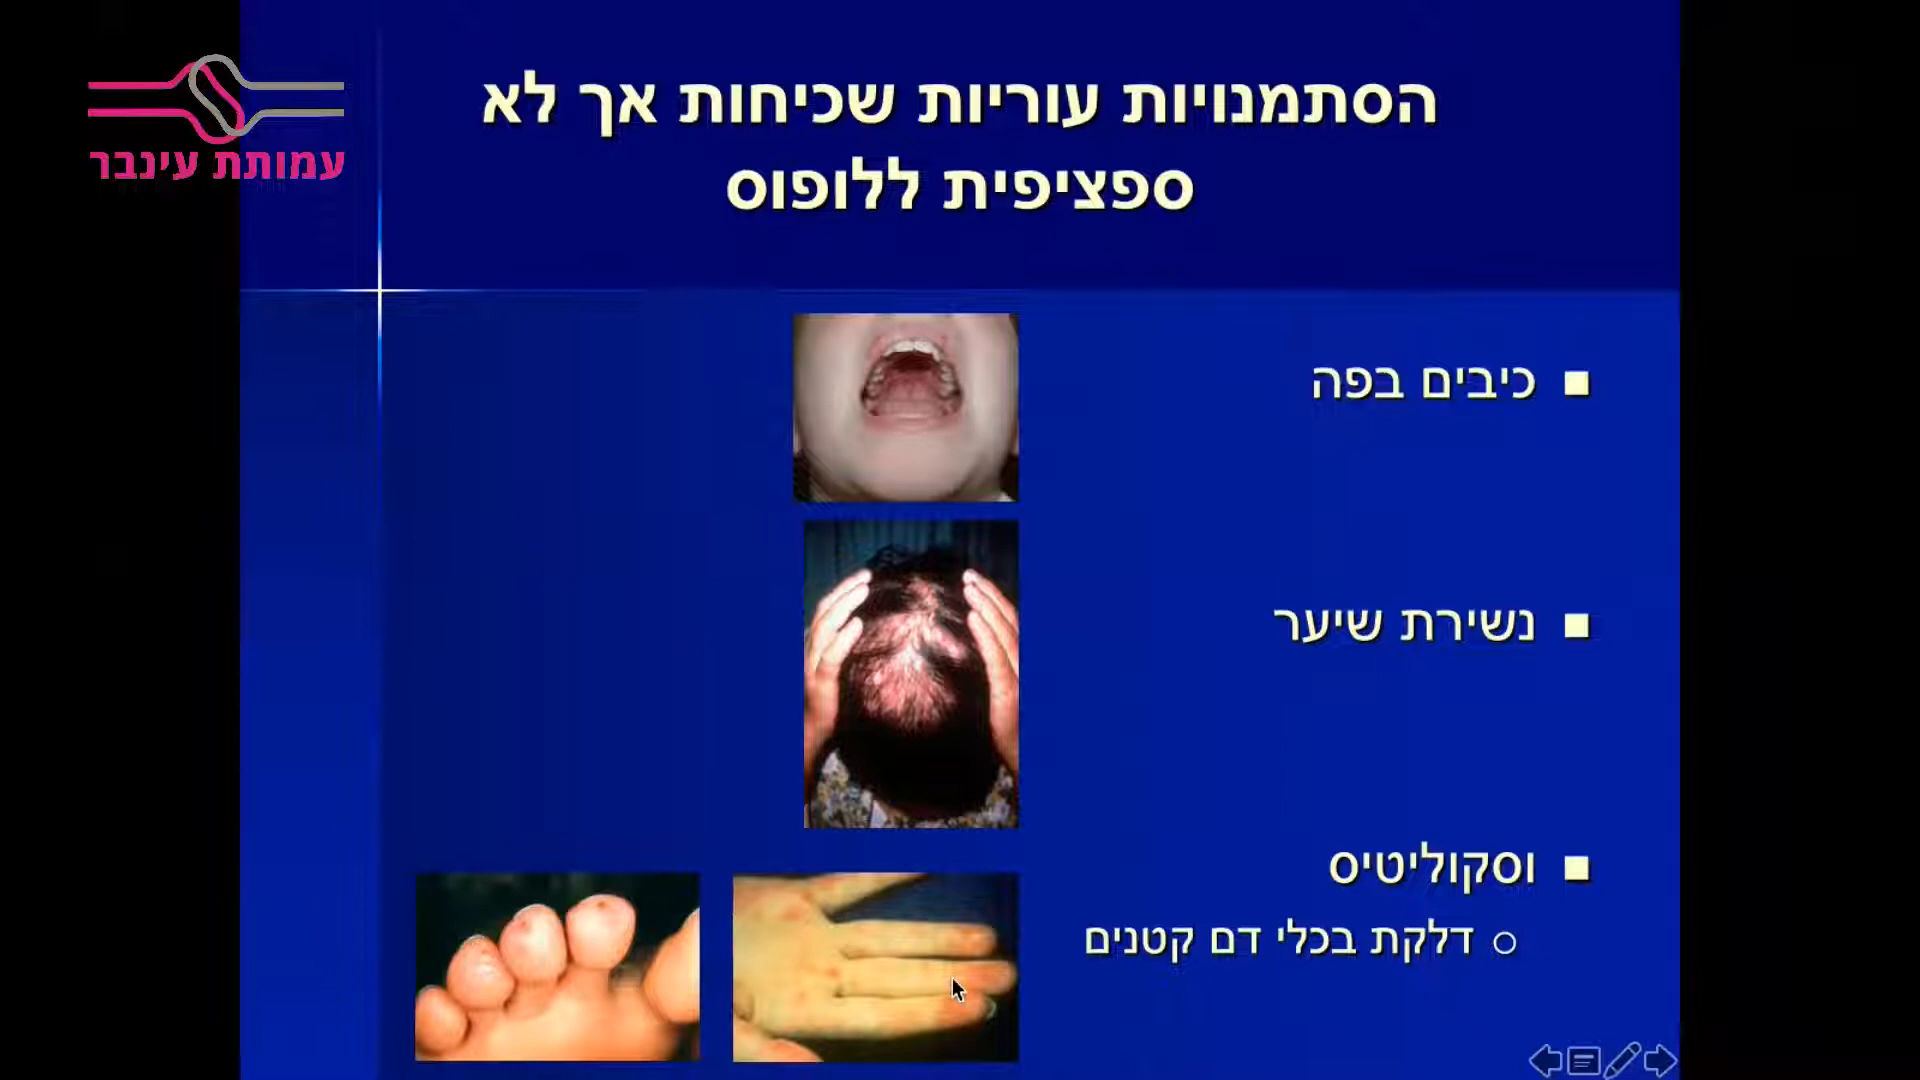 עמותת עינבר
הסתמנויות עוריות שכיחות אך לא
ספציפית ללופוס
■ כיבים בפה
■ נשירת שיער
■ וסקוליטיס
○ דלקת בכלי דם קטנים